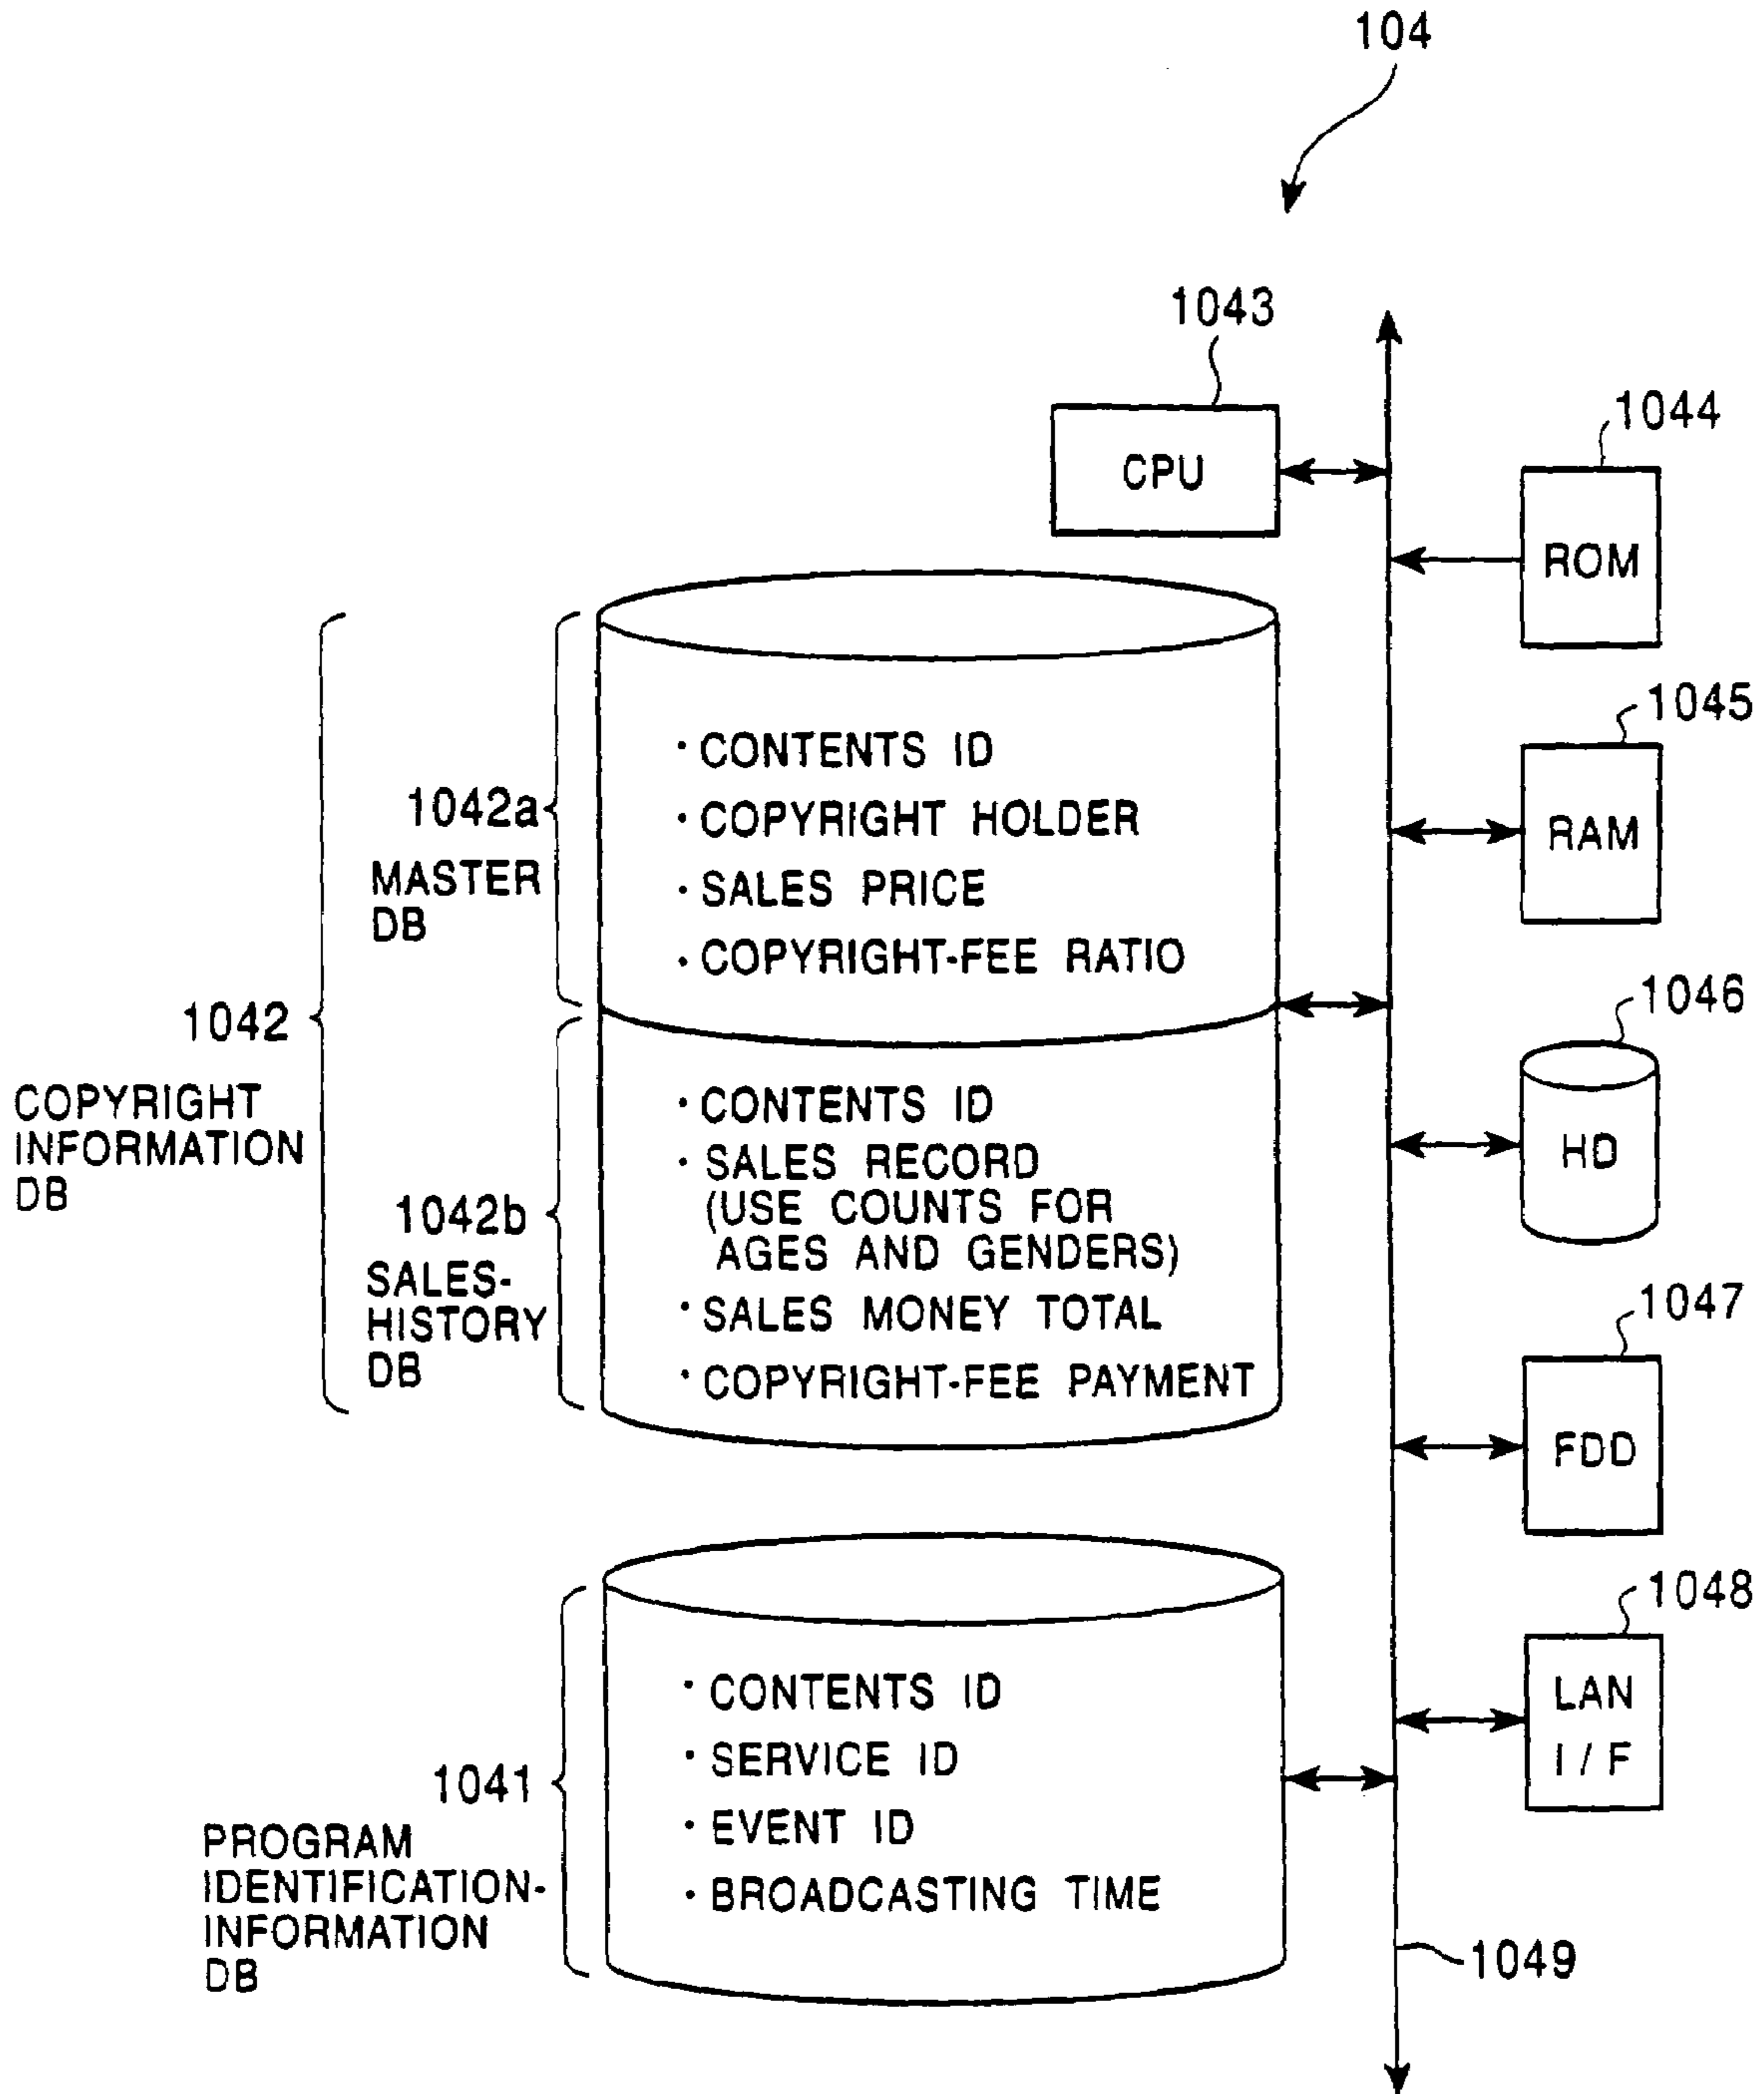 104
1043
CPU
1044
ROM
1045
RAM
1046
HD
1047
FDD
1048
LAN
I / F
1049
1042
COPYRIGHT
INFORMATION
DB
1042a
MASTER
DB
· CONTENTS ID
· COPYRIGHT HOLDER
· SALES PRICE
· COPYRIGHT-FEE RATIO
1042b
SALES-
HISTORY
DB
· CONTENTS ID
· SALES RECORD
(USE COUNTS FOR
AGES AND GENDERS)
· SALES MONEY TOTAL
· COPYRIGHT-FEE PAYMENT
1041
PROGRAM
IDENTIFICATION-
INFORMATION
DB
· CONTENTS ID
· SERVICE ID
· EVENT ID
· BROADCASTING TIME